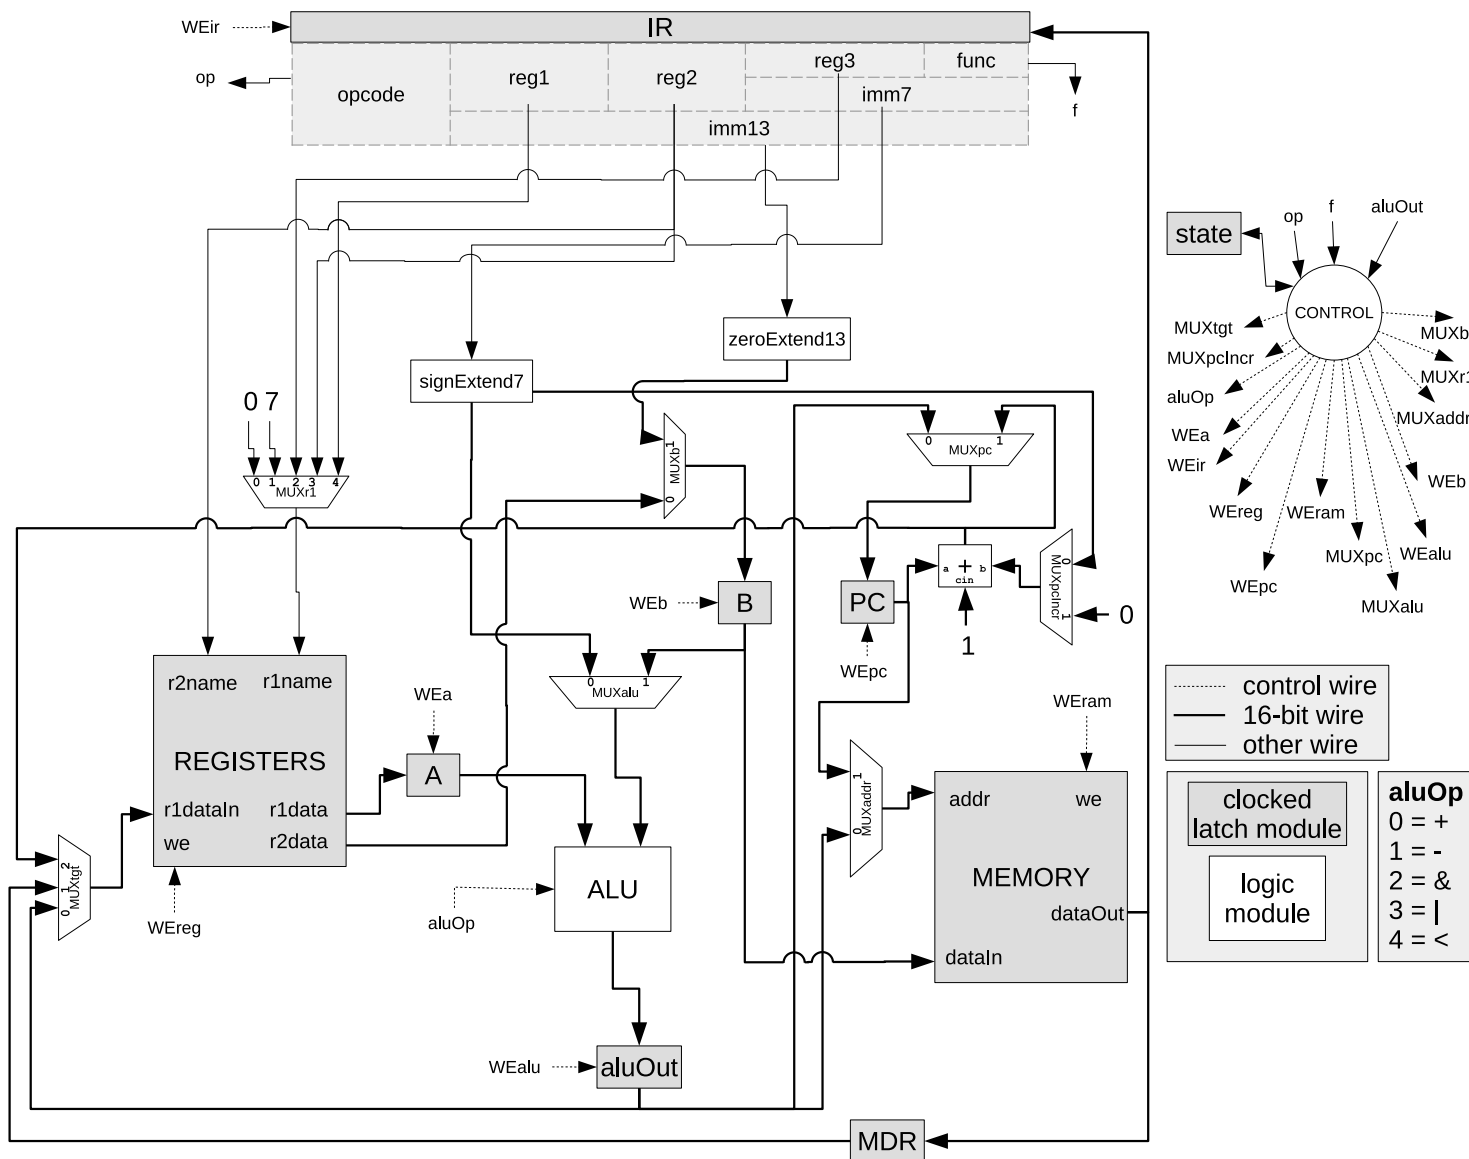 WEir
IR
op
opcode
reg1
reg2
reg3
func
imm7
imm13
f
state
op
f
aluOut
CONTROL
MUXtgt
MUXpcIncr
aluOp
WEa
WEir
WEreg
WEpc
WEram
MUXpc
MUXalu
WEalu
WEb
MUXaddr
MUXr1
MUXb
zeroExtend13
signExtend7
0 7
0 1 2 3 4
MUXr1
1
MUXb
0
0 1
MUXpc
a + b
cin
1
0
MUXpcIncr
1
0
WEb
B
PC
WEpc
0 1
MUXalu
r2name r1name
REGISTERS
r1dataIn r1data
we r2data
WEreg
WEa
A
2
1
0
MUXtgt
ALU
aluOp
WEalu
aluOut
1
MUXaddr
0
WEram
addr we
MEMORY
dataOut
dataIn
MDR
control wire
16-bit wire
other wire
clocked
latch module
logic
module
aluOp
0 = +
1 = -
2 = &
3 = |
4 = <